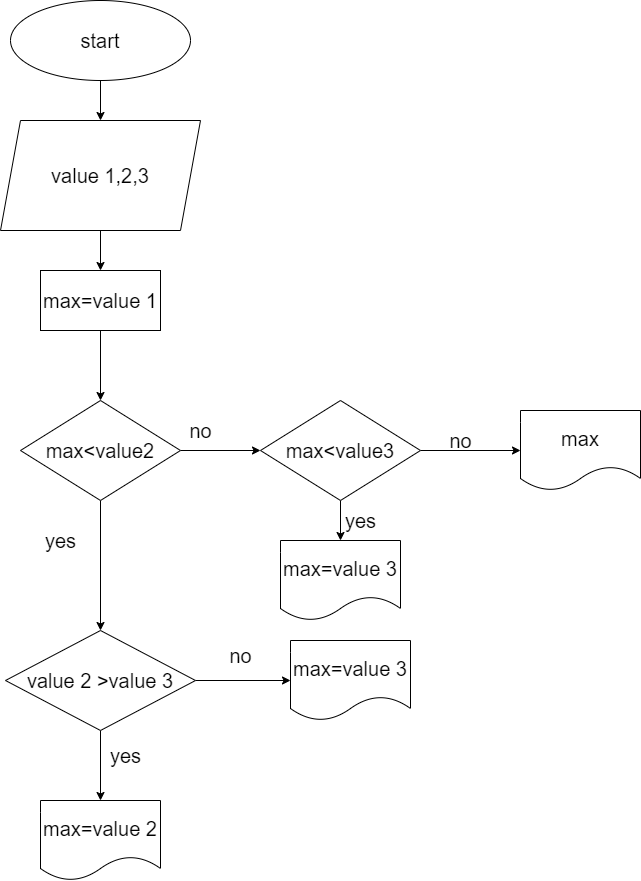 start
value 1,2,3
max=value 1
max<value2
no
max<value3
no
max
yes
yes
max=value 3
value 2 >value 3
no
max=value 3
yes
max=value 2